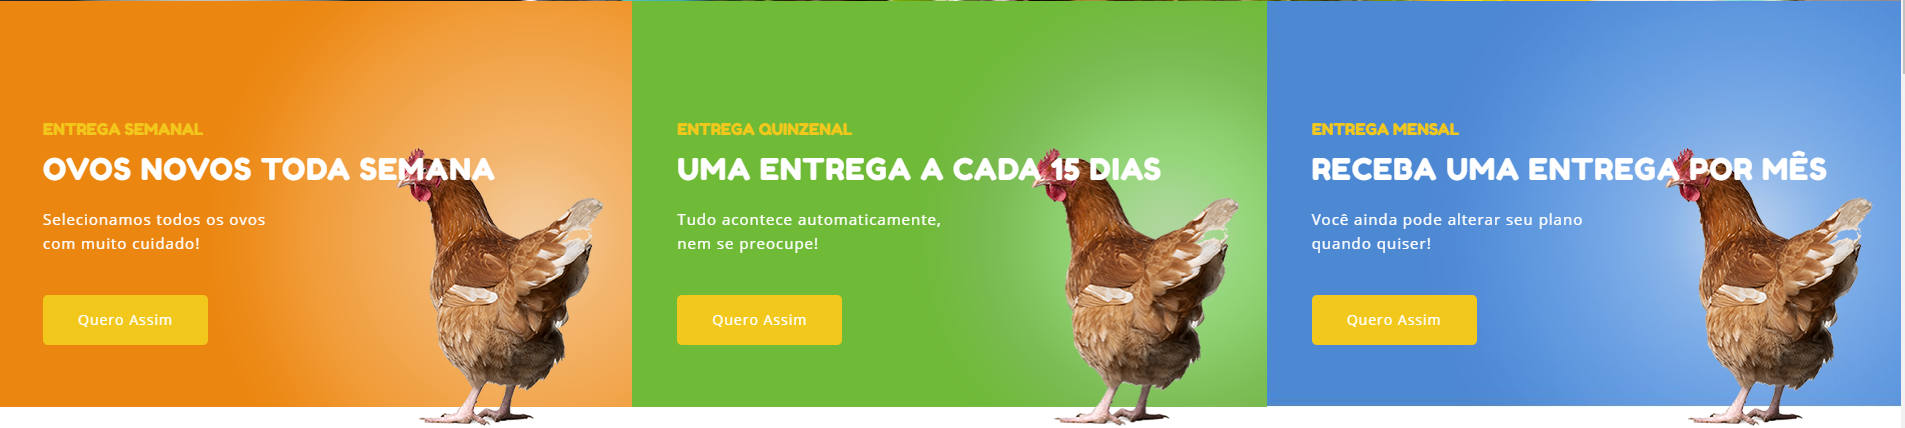 ENTREGA SEMANAL
OVOS NOVOS TODA SEMANA
Selecionamos todos os ovos
com muito cuidado!
Quero Assim
ENTREGA QUINZENAL
UMA ENTREGA A CADA 15 DIAS
Tudo acontece automaticamente,
nem se preocupe!
Quero Assim
ENTREGA MENSAL
RECEBA UMA ENTREGA POR MÊS
Você ainda pode alterar seu plano
quando quiser!
Quero Assim